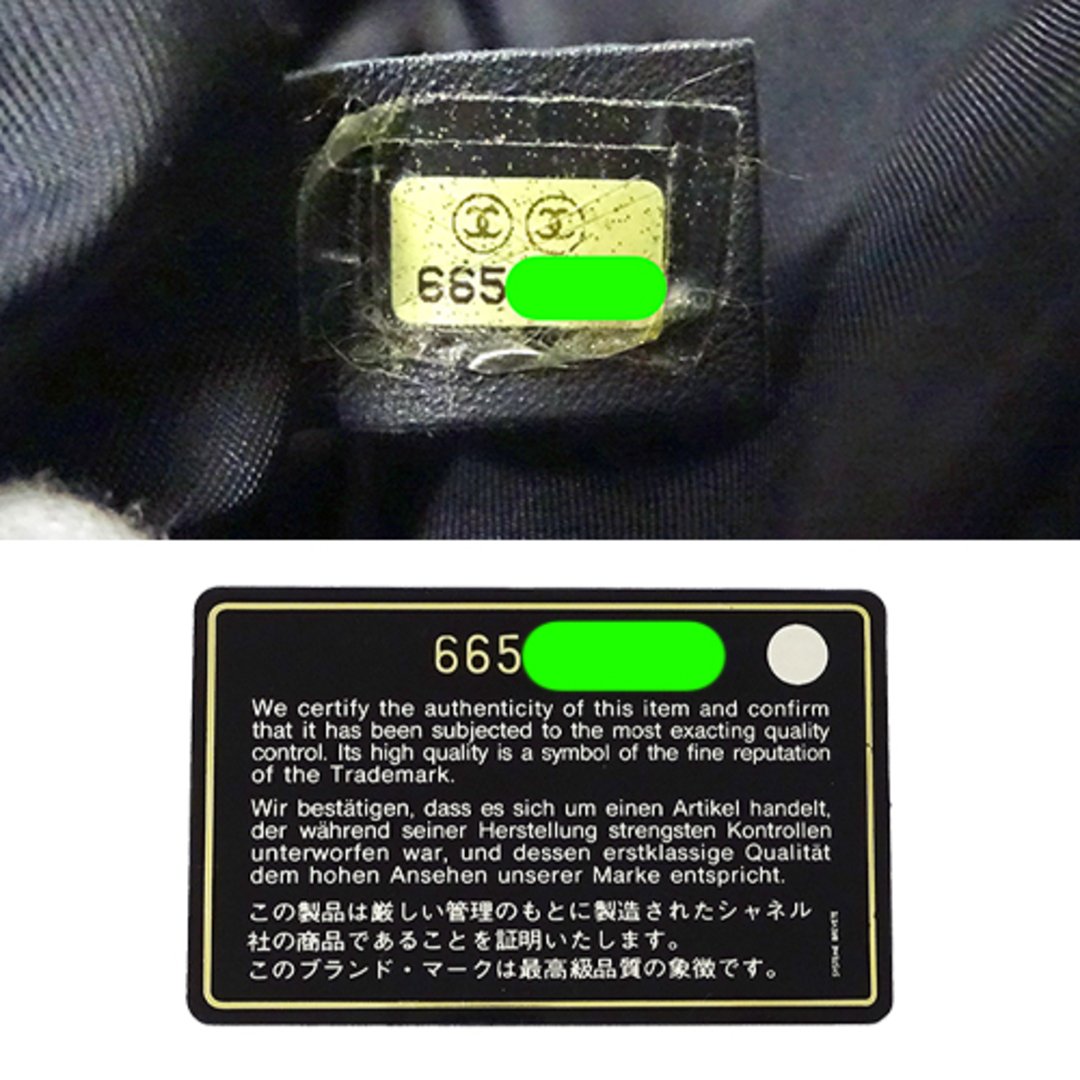 665
665
We certify the authenticity of this item and confirm
that it has been subjected to the most exacting quality
control. Its high quality is a symbol of the fine reputation
of the Trademark.
Wir bestätigen, dass es sich um einen Artikel handelt,
der während seiner Herstellung strengsten Kontrollen
unterworfen war, und dessen erstklassige Qualität
dem hohen Ansehen unserer Marke entspricht.
この製品は厳しい管理のもとに製造されたシャネル
社の商品であることを証明いたします。
このブランド・マークは最高級品質の象徴です。
SYSTEME BREVETE